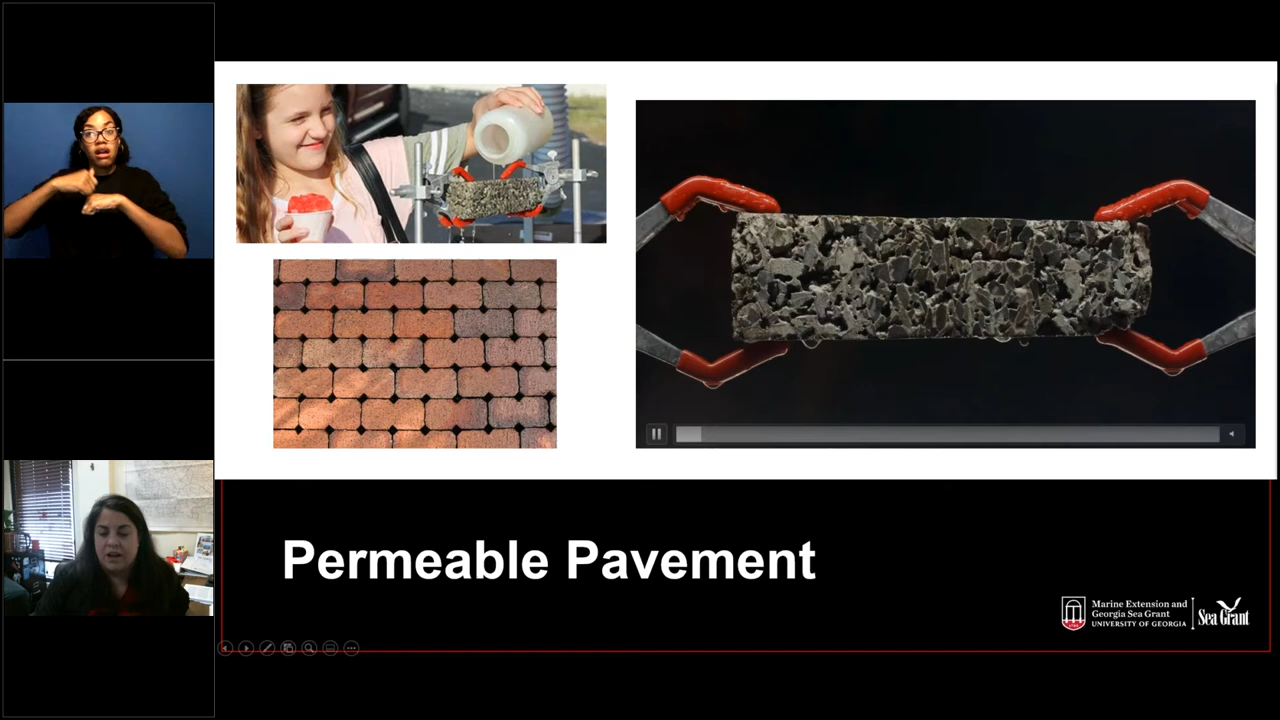 Permeable Pavement
Marine Extension and
Georgia Sea Grant
UNIVERSITY OF GEORGIA
Sea Grant